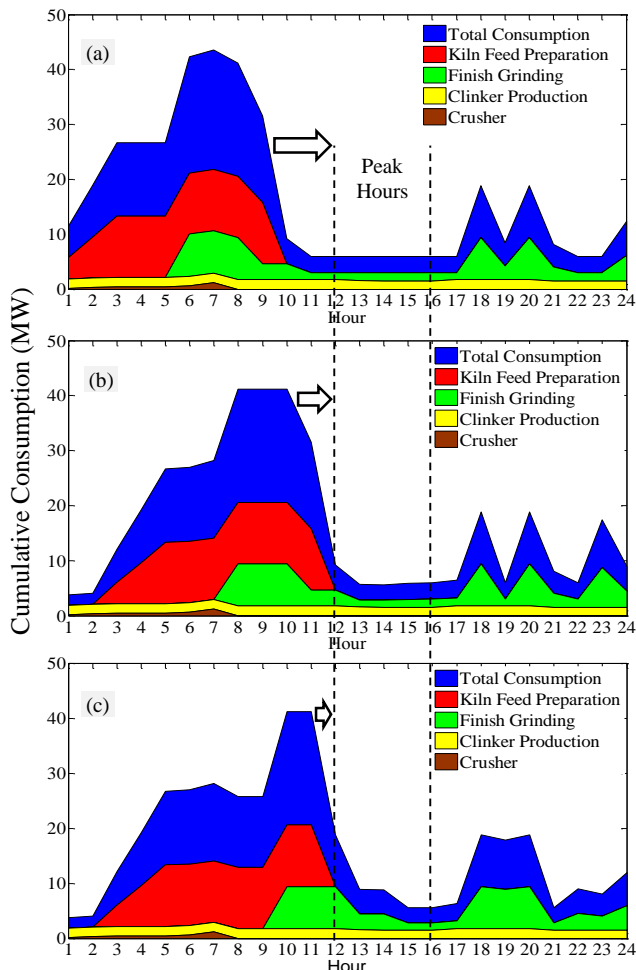 50
40
30
20
10
0
(a)
Total Consumption
Kiln Feed Preparation
Finish Grinding
Clinker Production
Crusher
Peak
Hours
1 2 3 4 5 6 7 8 9 10 11 12 13 14 15 16 17 18 19 20 21 22 23 24
Hour
Cumulative Consumption (MW)
50
40
30
20
10
0
(b)
Total Consumption
Kiln Feed Preparation
Finish Grinding
Clinker Production
Crusher
1 2 3 4 5 6 7 8 9 10 11 12 13 14 15 16 17 18 19 20 21 22 23 24
Hour
50
40
30
20
10
0
(c)
Total Consumption
Kiln Feed Preparation
Finish Grinding
Clinker Production
Crusher
1 2 3 4 5 6 7 8 9 10 11 12 13 14 15 16 17 18 19 20 21 22 23 24
Hour